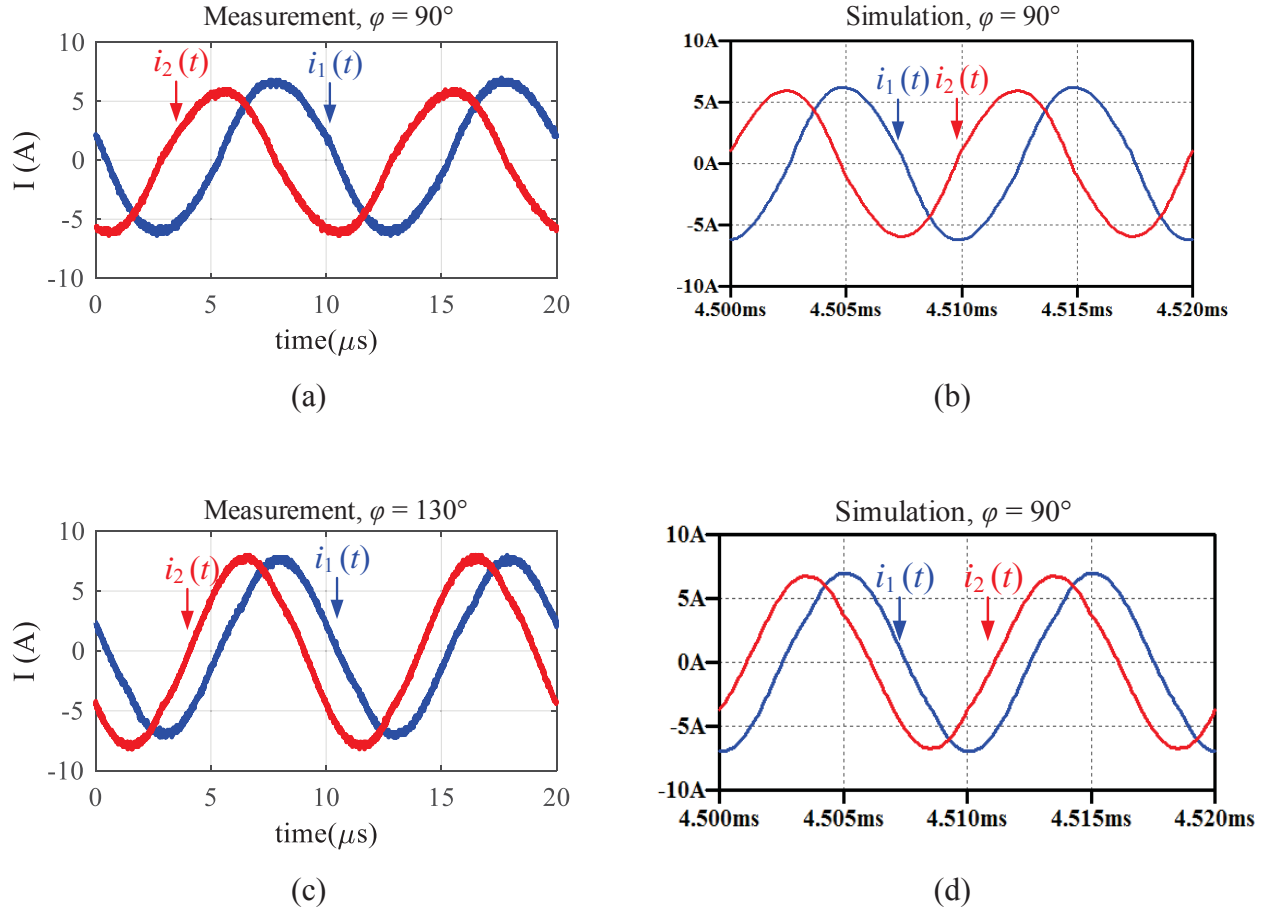 Measurement, φ = 90°
10
5
0
-5
-10
I (A)
i2 (t)
i1 (t)
0
5
10
15
20
time(μs)
(a)
Simulation, φ = 90°
10A
5A
0A
-5A
-10A
i1 (t)
i2 (t)
4.500ms
4.505ms
4.510ms
4.515ms
4.520ms
(b)
Measurement, φ = 130°
10
5
0
-5
-10
I (A)
i2 (t)
i1 (t)
0
5
10
15
20
time(μs)
(c)
Simulation, φ = 90°
10A
5A
0A
-5A
-10A
i1 (t)
i2 (t)
4.500ms
4.505ms
4.510ms
4.515ms
4.520ms
(d)